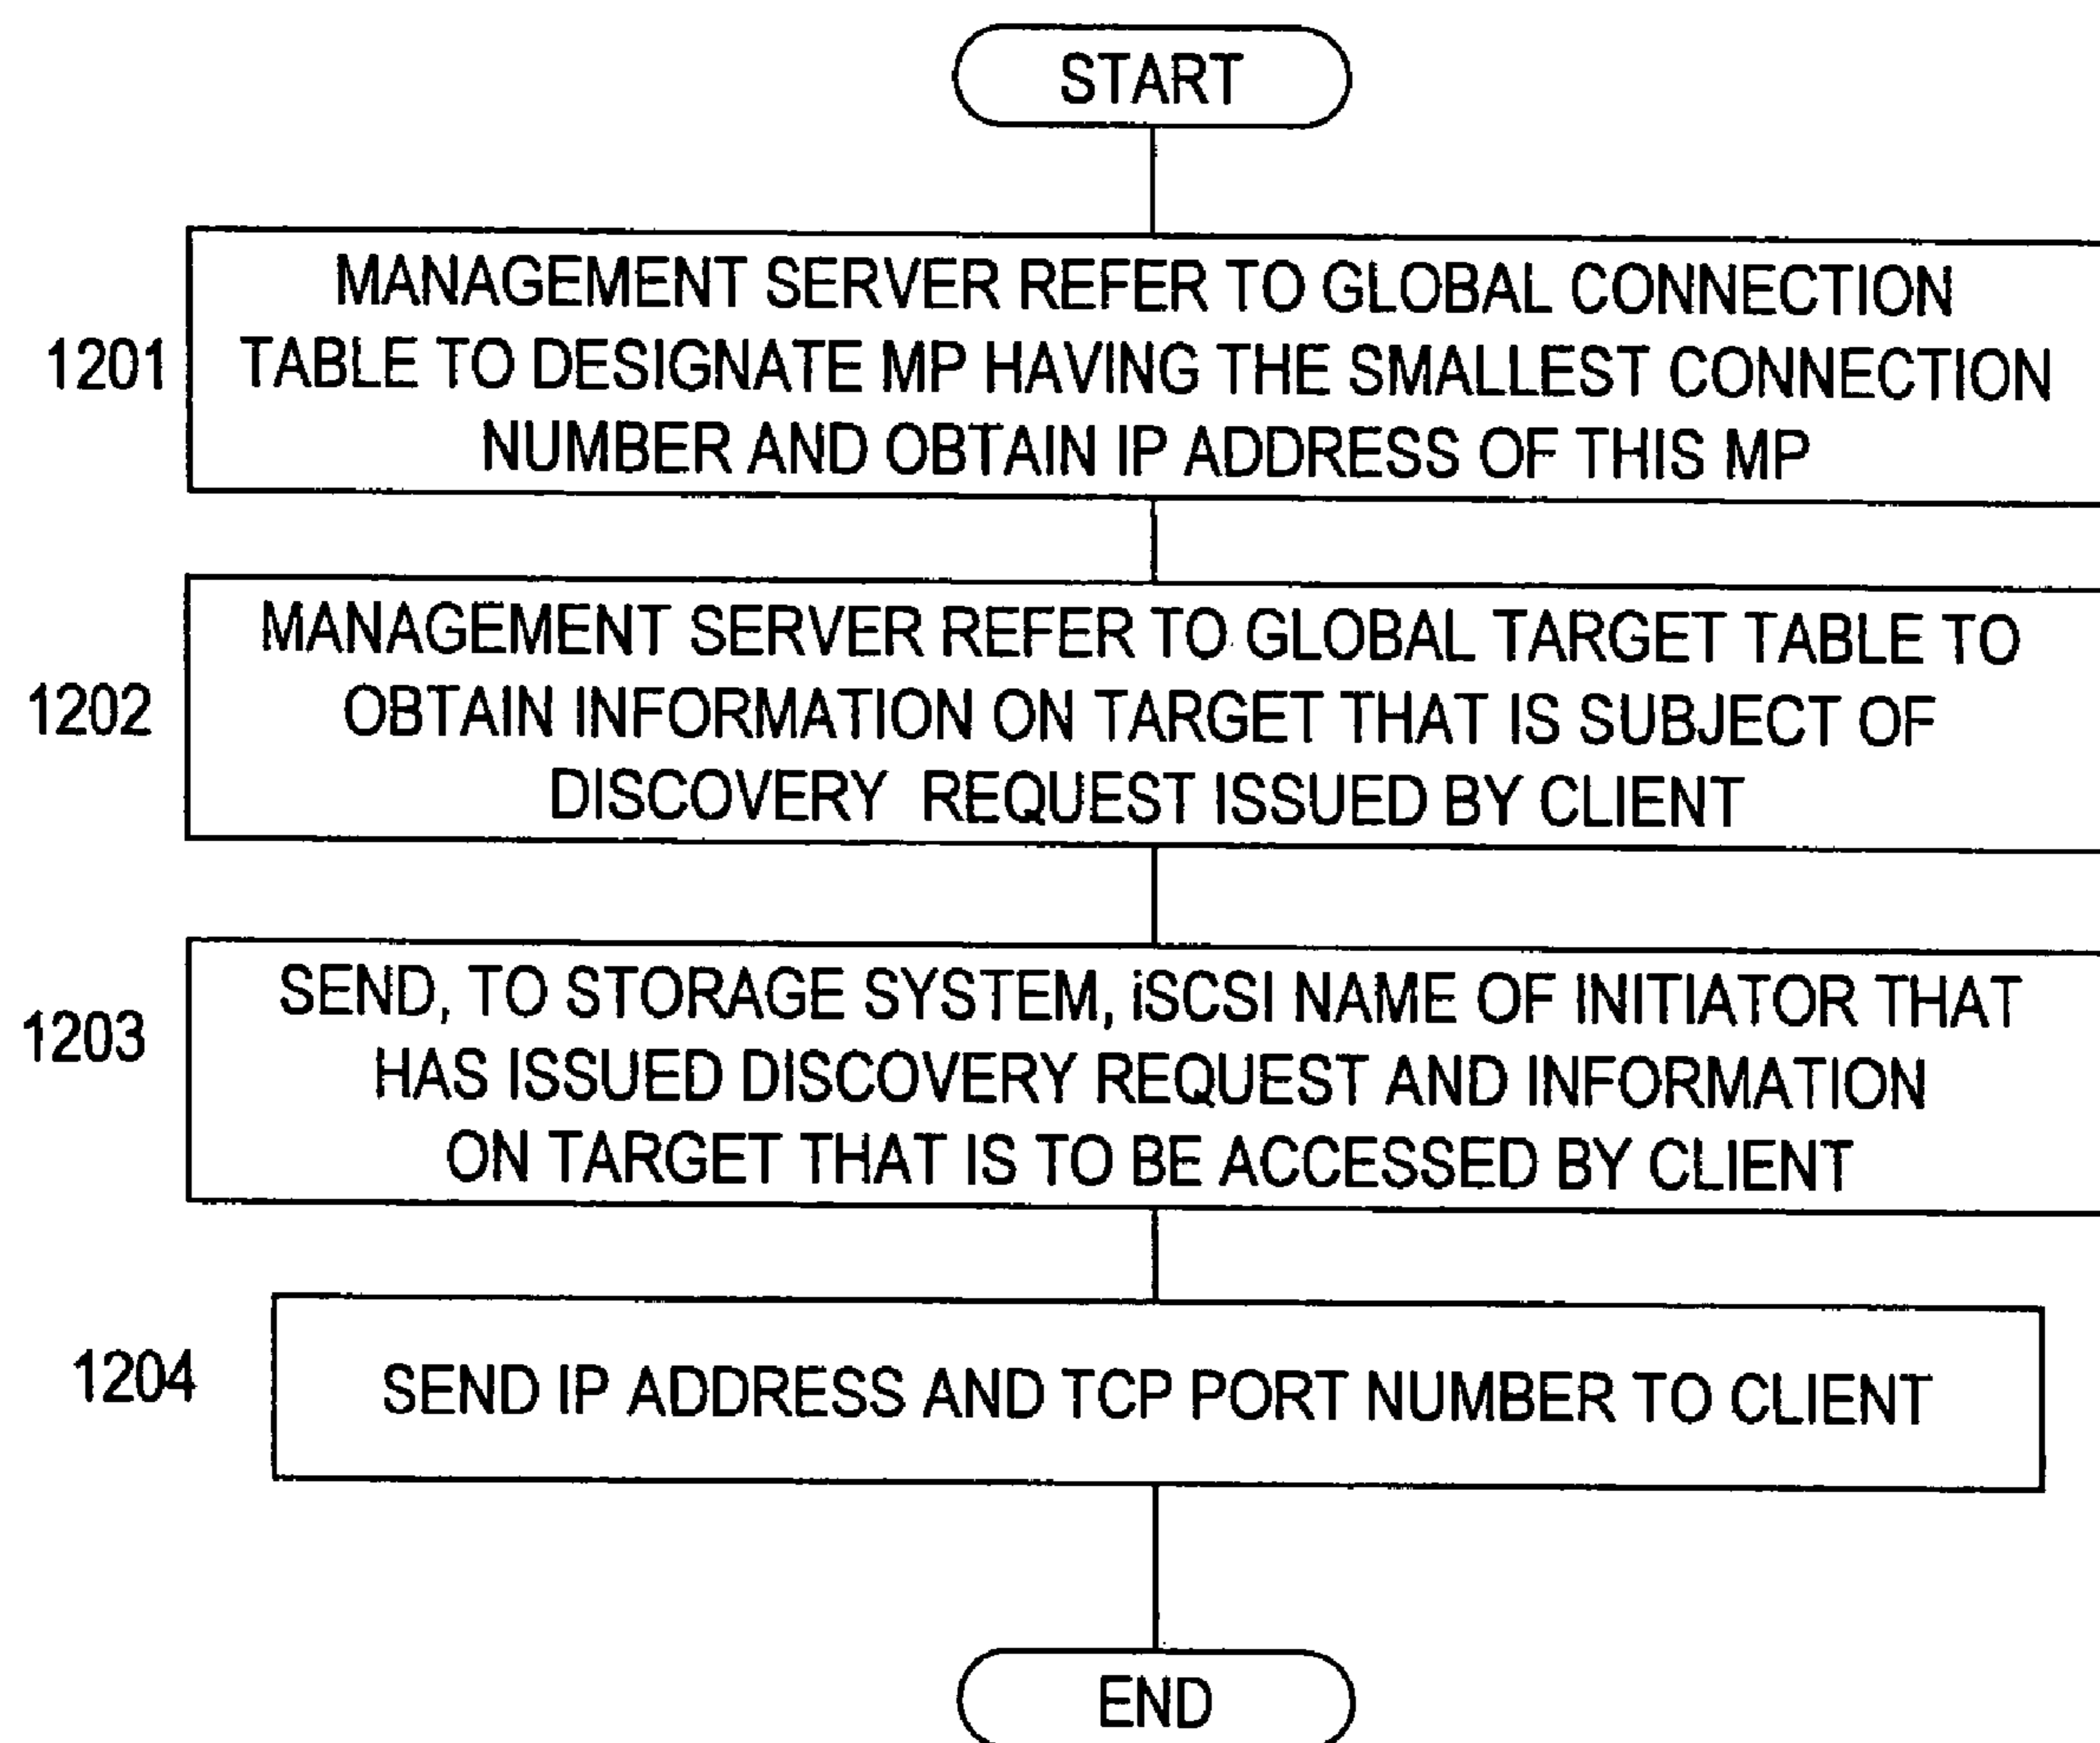 START
1201
MANAGEMENT SERVER REFER TO GLOBAL CONNECTION
TABLE TO DESIGNATE MP HAVING THE SMALLEST CONNECTION
NUMBER AND OBTAIN IP ADDRESS OF THIS MP
1202
MANAGEMENT SERVER REFER TO GLOBAL TARGET TABLE TO
OBTAIN INFORMATION ON TARGET THAT IS SUBJECT OF
DISCOVERY REQUEST ISSUED BY CLIENT
1203
SEND, TO STORAGE SYSTEM, iSCSI NAME OF INITIATOR THAT
HAS ISSUED DISCOVERY REQUEST AND INFORMATION
ON TARGET THAT IS TO BE ACCESSED BY CLIENT
1204
SEND IP ADDRESS AND TCP PORT NUMBER TO CLIENT
END